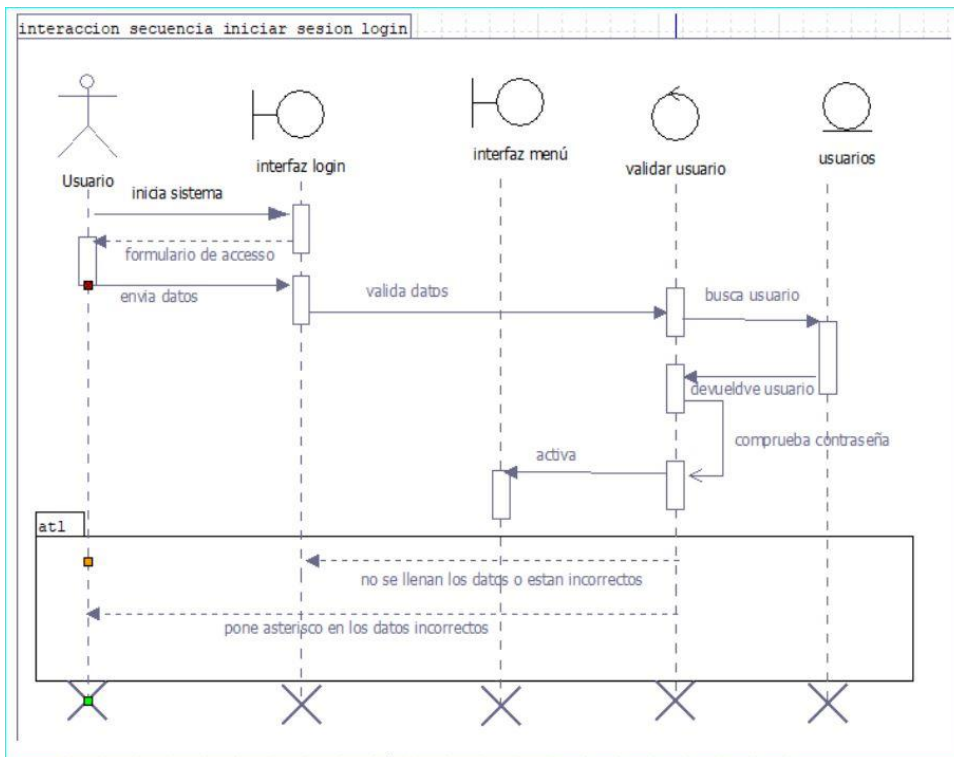 interaccion secuencia iniciar sesion login
Usuario
interfaz login
interfaz menú
validar usuario
usuarios
inicia sistema
formulario de accesso
envia datos
valida datos
busca usuario
devueldve usuario
comprueba contraseña
activa
atl
no se llenan los datos o estan incorrectos
pone asterisco en los datos incorrectos